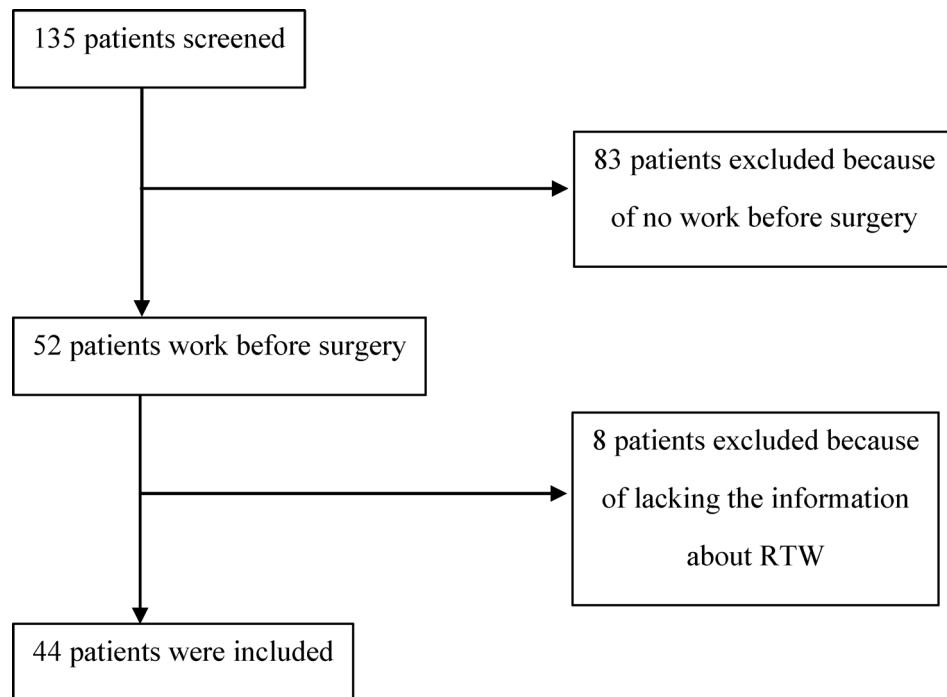 135 patients screened
83 patients excluded because
of no work before surgery
52 patients work before surgery
8 patients excluded because
of lacking the information
about RTW
44 patients were included